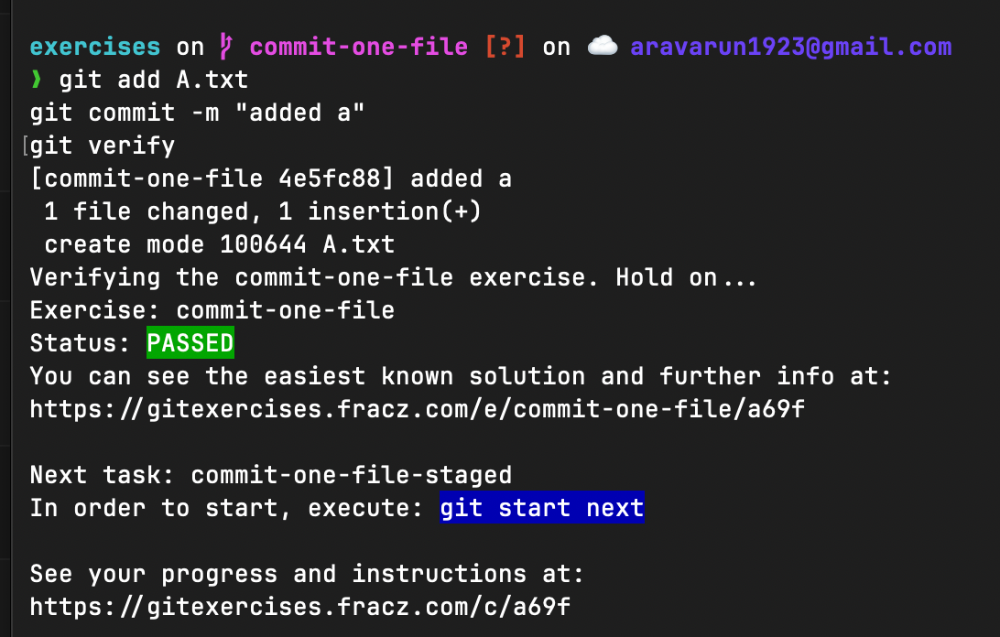 exercises on commit-one-file [?] on ☁️ aravarun1923@gmail.com
❱ git add A.txt
git commit -m "added a"
[git verify
[commit-one-file 4e5fc88] added a
 1 file changed, 1 insertion(+)
 create mode 100644 A.txt
Verifying the commit-one-file exercise. Hold on...
Exercise: commit-one-file
Status: PASSED
You can see the easiest known solution and further info at:
https://gitexercises.fracz.com/e/commit-one-file/a69f

Next task: commit-one-file-staged
In order to start, execute: git start next

See your progress and instructions at:
https://gitexercises.fracz.com/c/a69f